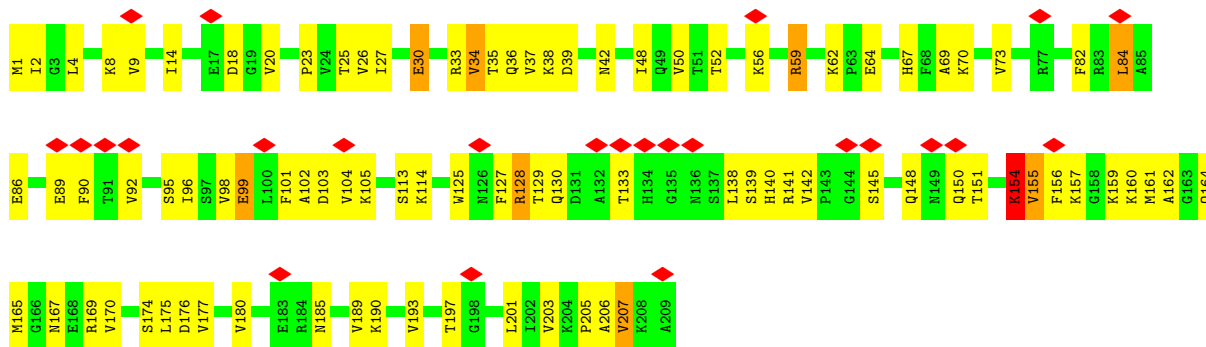 M1 I2 G3 L4 K8 V9 I14 E17 D18 G19 V20 P23 V24 T25 V26 I27 E30 R33 V34 T35 Q36 V37 K38 D39 N42 I48 Q49 V50 T51 T52 K56 R59 K62 P63 E64 H67 F68 A69 K70 V73 R77 F82 R83 L84 A85
E86 E89 F90 T91 V92 S95 I96 S97 V98 E99 L100 F101 A102 D103 V104 K105 S113 K114 W125 N126 F127 R128 T129 Q130 D131 A132 T133 H134 G135 N136 S137 L138 S139 H140 R141 V142 P143 G144 S145 Q148 N149 Q150 T151 K154 V155 F156 K157 G158 K159 K160 M161 A162 G163
M165 G166 N167 E168 R169 V170 S174 L175 D176 V177 V180 E183 R184 N185 V189 K190 V193 T197 G198 L201 I202 V203 K204 P205 A206 V207 K208 A209